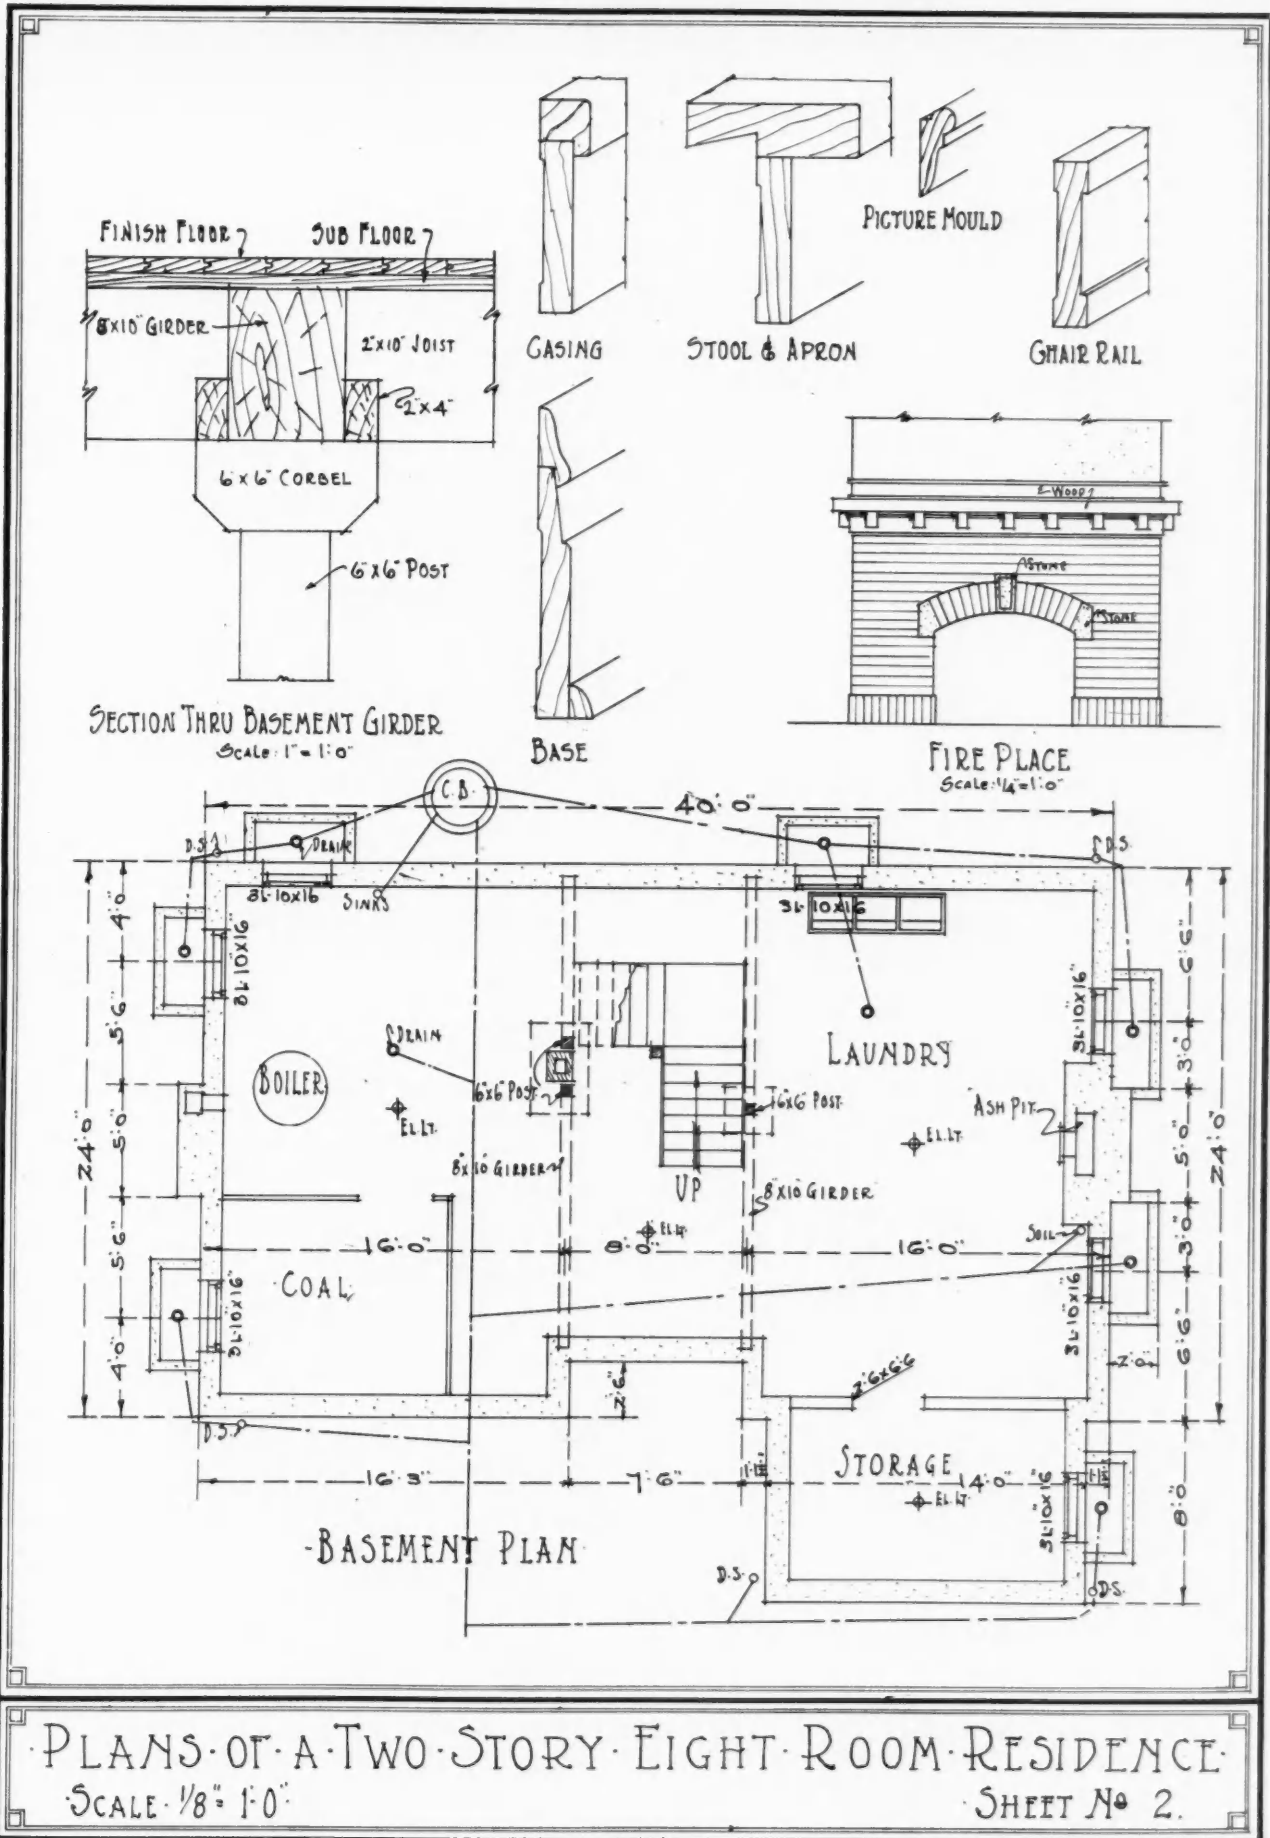 FINISH FLOOR
SUB FLOOR
8"X10" GIRDER
2"X10" JOIST
2"X4"
6"X6" CORBEL
6"X6" POST
SECTION THRU BASEMENT GIRDER
SCALE: 1" = 1'-0"
CASING
STOOL & APRON
PICTURE MOULD
CHAIR RAIL
BASE
WOOD
STONE
STONE
FIRE PLACE
SCALE: 1/4"=1'-0"
C.B.
40'-0"
D.S.
DRAIN
3L-10X16
SINKS
3L-10X16
D.S.
24'-0"
4'-0"
5'-6"
5'-0"
5'-6"
4'-0"
3L-10X16"
DRAIN
BOILER
EL.LT.
6"X6" POST
8"X10" GIRDER
6"X6" POST
UP
8"X10" GIRDER
EL.LT.
LAUNDRY
EL.LT.
3L-10X16"
ASH PIT
6'-6"
3'-0"
5'-0"
3'-0"
6'-6"
24'-0"
SOIL
16'-0"
8'-0"
16'-0"
COAL
3L-10"X16"
3L-10"X16"
2'-0"
2'-6"
2'-6"X6'-6"
D.S.
16'-3"
7'-6"
STORAGE
14'-0"
EL.LT.
3L-10X16"
8'-0"
·BASEMENT PLAN·
D.S.
D.S.
·PLANS·OF·A·TWO·STORY·EIGHT·ROOM·RESIDENCE·
·SCALE·1/8"=1'-0"·
·SHEET No 2.